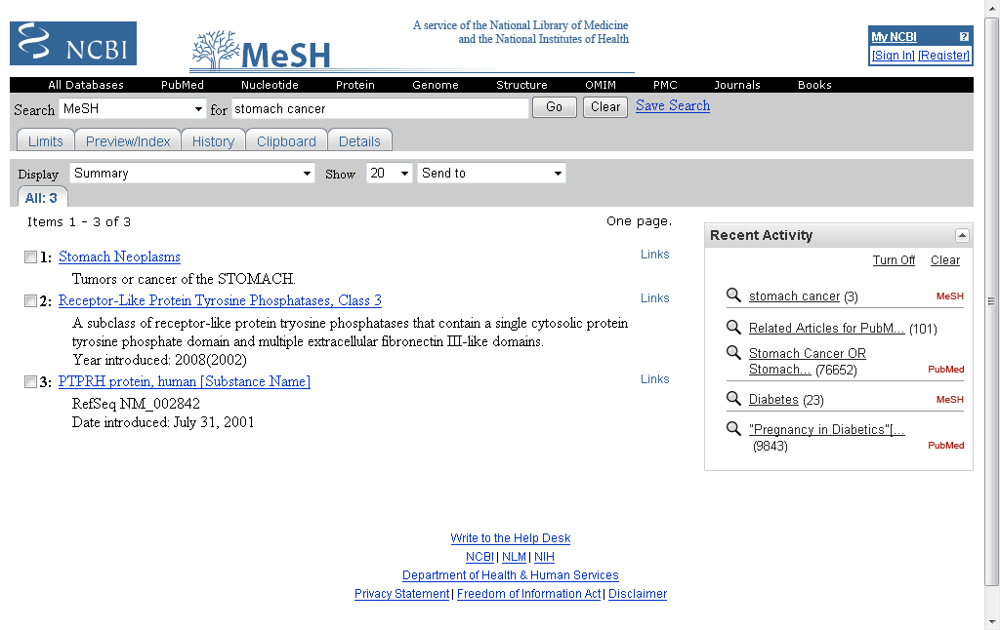 NCBI
MeSH
A service of the National Library of Medicine
and the National Institutes of Health
My NCBI ?
[Sign In] [Register]
All Databases PubMed Nucleotide Protein Genome Structure OMIM PMC Journals Books
Search MeSH for stomach cancer Go Clear Save Search
Limits Preview/Index History Clipboard Details
Display Summary Show 20 Send to
All: 3
Items 1 - 3 of 3 One page.
1: Stomach Neoplasms Links
Tumors or cancer of the STOMACH.
2: Receptor-Like Protein Tyrosine Phosphatases, Class 3 Links
A subclass of receptor-like protein tryosine phosphatases that contain a single cytosolic protein
tyrosine phosphate domain and multiple extracellular fibronectin III-like domains.
Year introduced: 2008(2002)
3: PTPRH protein, human [Substance Name] Links
RefSeq NM_002842
Date introduced: July 31, 2001
Recent Activity
Turn Off Clear
stomach cancer (3) MeSH
Related Articles for PubM... (101)
Stomach Cancer OR
Stomach... (76652) PubMed
Diabetes (23) MeSH
"Pregnancy in Diabetics"[...
(9843) PubMed
Write to the Help Desk
NCBI | NLM | NIH
Department of Health & Human Services
Privacy Statement | Freedom of Information Act | Disclaimer